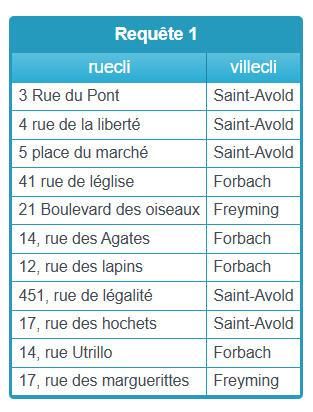 Requête 1
ruecli villecli
3 Rue du Pont Saint-Avold
4 rue de la liberté Saint-Avold
5 place du marché Saint-Avold
41 rue de léglise Forbach
21 Boulevard des oiseaux Freyming
14, rue des Agates Forbach
12, rue des lapins Forbach
451, rue de légalité Saint-Avold
17, rue des hochets Saint-Avold
14, rue Utrillo Forbach
17, rue des marguerittes Freyming